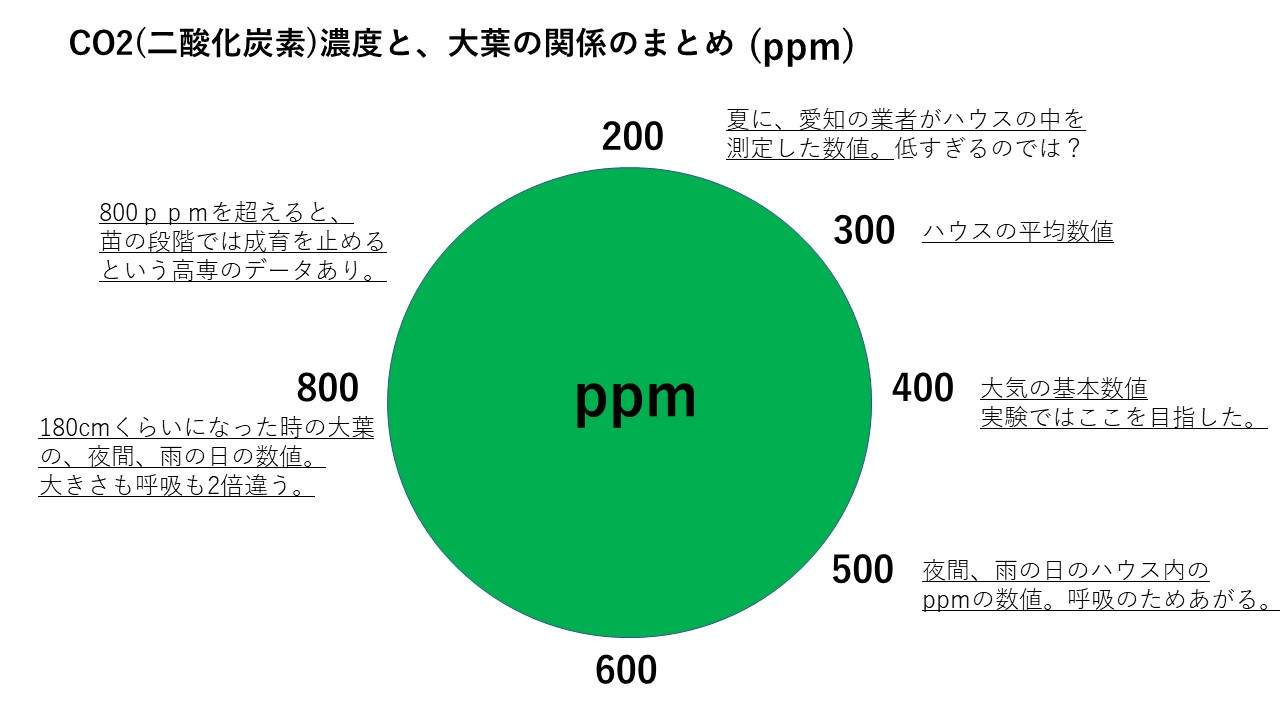 CO2(二酸化炭素)濃度と、大葉の関係のまとめ (ppm)
200
夏に、愛知の業者がハウスの中を
測定した数値。低すぎるのでは？
300
ハウスの平均数値
400
大気の基本数値
実験ではここを目指した。
500
夜間、雨の日のハウス内の
ppmの数値。呼吸のためあがる。
600
800
180cmくらいになった時の大葉
の、夜間、雨の日の数値。
大きさも呼吸も2倍違う。
800ｐｐｍを超えると、
苗の段階では成育を止める
という高専のデータあり。
ppm